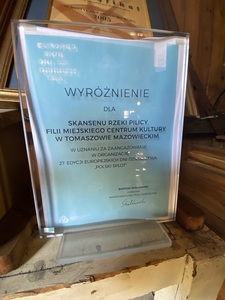 WYRÓŻNIENIE
DLA
SKANSENU RZEKI PILICY
FILII MIEJSKIEGO CENTRUM KULTURY
W TOMASZOWIE MAZOWIECKIM
W UZNANIU ZA ZAANGAŻOWANIE
W ORGANIZACJĘ
27. EDYCJI EUROPEJSKICH DNI DZIEDZICTWA
„POLSKI SPLOT”